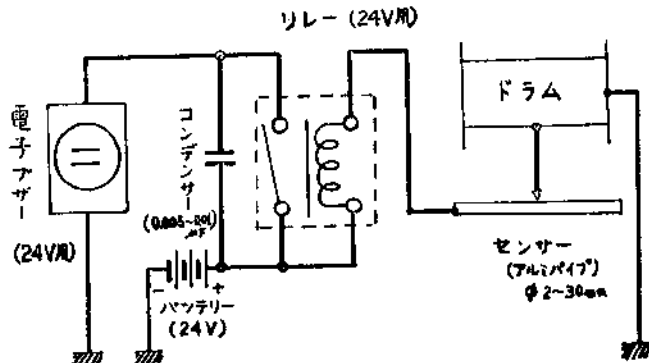 リレー (24V用)
ドラム
電子ブザー
(24V用)
コンデンサー
(0.005~0.01
μF)
- +
バッテリー
(24V)
センサー
(アルミパイプ)
φ2~30mm